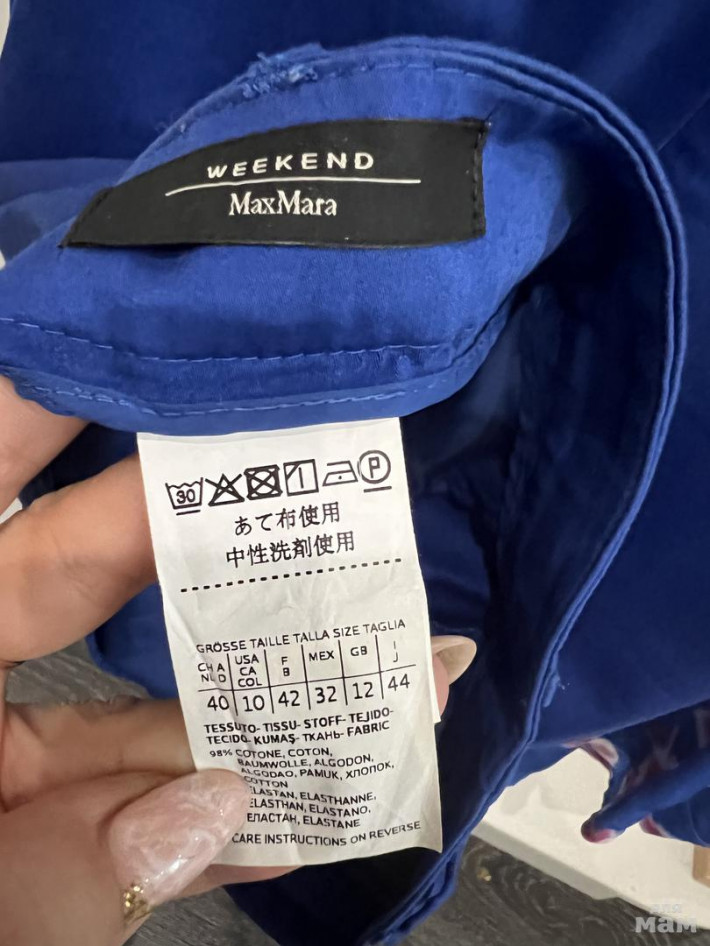 WEEKEND
MaxMara
30
P
あて布使用
中性洗剤使用
GRÖSSE TAILLE TALLA SIZE TAGLIA
CH A NL D | USA CA COL | F B | MEX | GB | I J
40 | 10 | 42 | 32 | 12 | 44
TESSUTO- TISSU- STOFF- TEJIDO-
TECIDO- KUMAŞ- ТКАНЬ- FABRIC
98% COTONE, COTON,
BAUMWOLLE, ALGODON,
ALGODAO, PAMUK, ХЛОПОК,
COTTON
ELASTAN, ELASTHANNE,
ELASTHAN, ELASTANO,
ЕЛАСТАН, ELASTANE
CARE INSTRUCTIONS ON REVERSE
для
мам